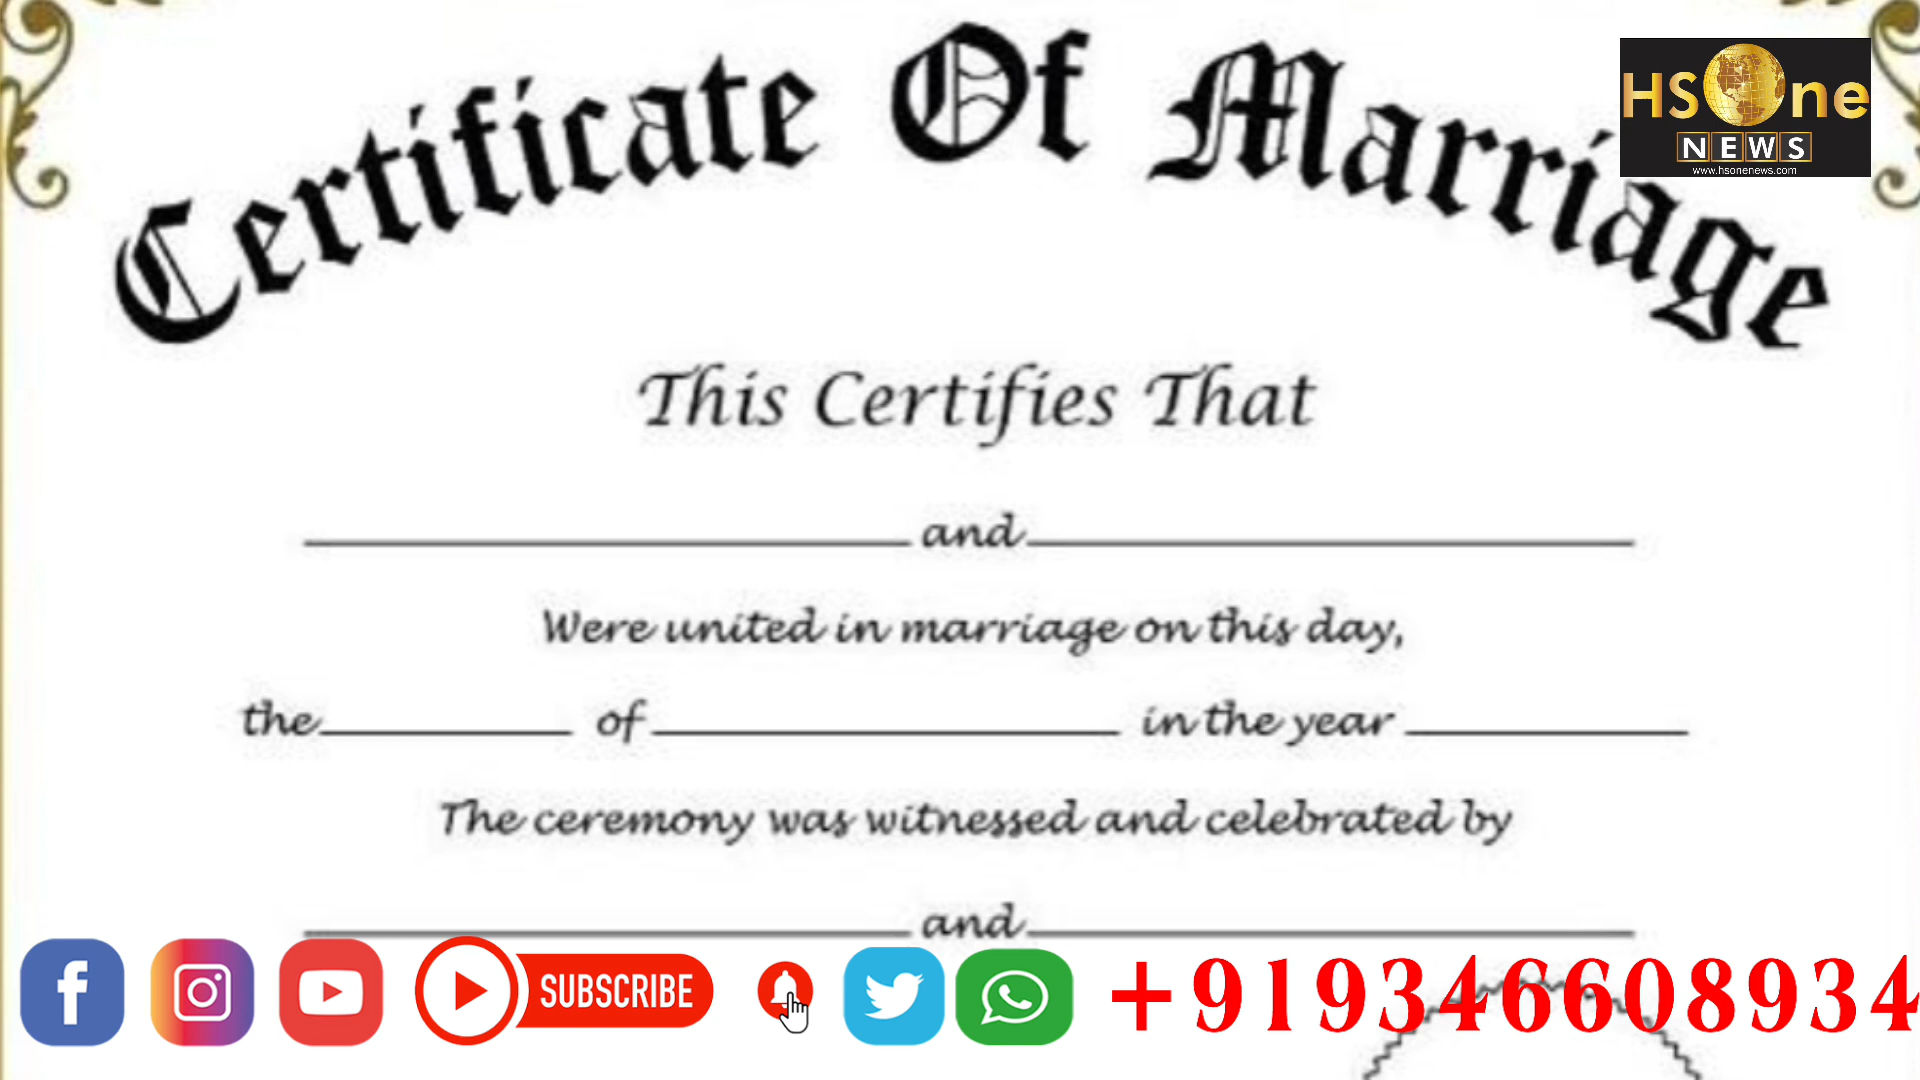 Certificate Of Marriage
HSOne
NEWS
www.hsonenews.com
This Certifies That
and
Were united in marriage on this day,
the of in the year
The ceremony was witnessed and celebrated by
and
SUBSCRIBE
+919346608934